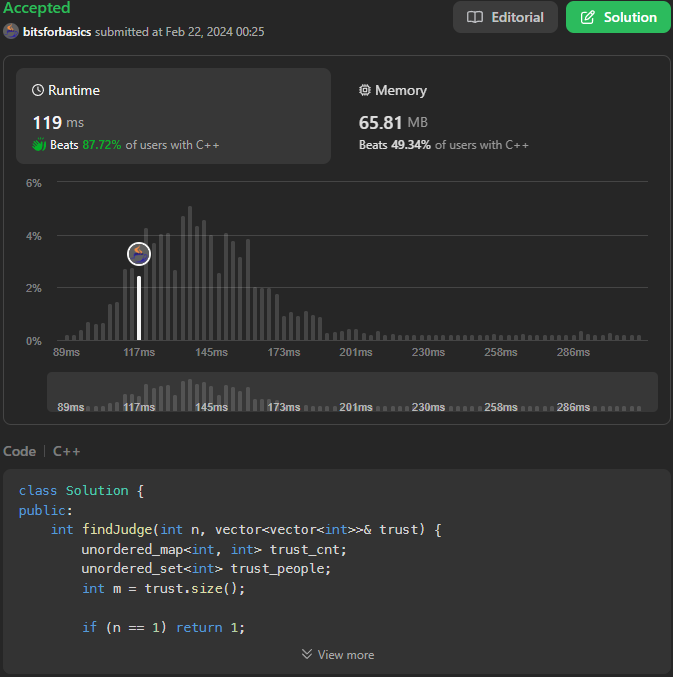 Accepted
Editorial
Solution
bitsforbasics submitted at Feb 22, 2024 00:25
Runtime
Memory
119 ms
65.81 MB
Beats 87.72% of users with C++
Beats 49.34% of users with C++
6%
4%
2%
0%
89ms 117ms 145ms 173ms 201ms 230ms 258ms 286ms
89ms 117ms 145ms 173ms 201ms 230ms 258ms 286ms
Code | C++
class Solution {
public:
    int findJudge(int n, vector<vector<int>>& trust) {
        unordered_map<int, int> trust_cnt;
        unordered_set<int> trust_people;
        int m = trust.size();
        if (n == 1) return 1;
View more